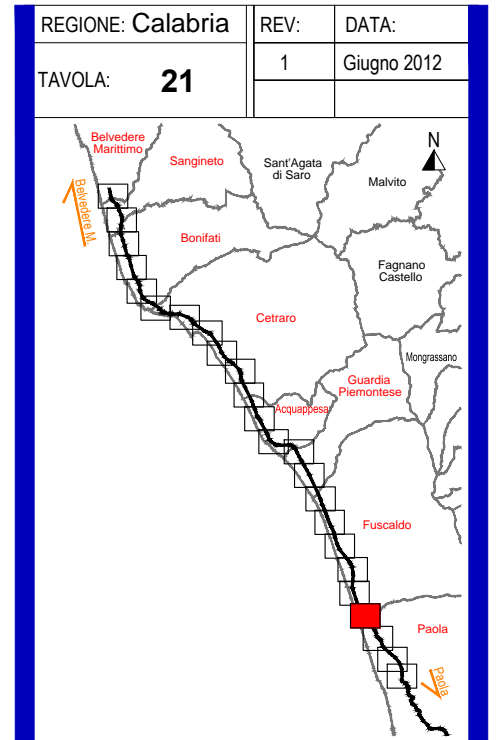 REGIONE: Calabria
REV:
DATA:
TAVOLA: 21
1
Giugno 2012
Belvedere
Marittimo
Sangineto
Sant'Agata
di Saro
N
Malvito
Belvedere M.
Bonifati
Fagnano
Castello
Cetraro
Mongrassano
Guardia
Piemontese
Acquappesa
Fuscaldo
Paola
Paola